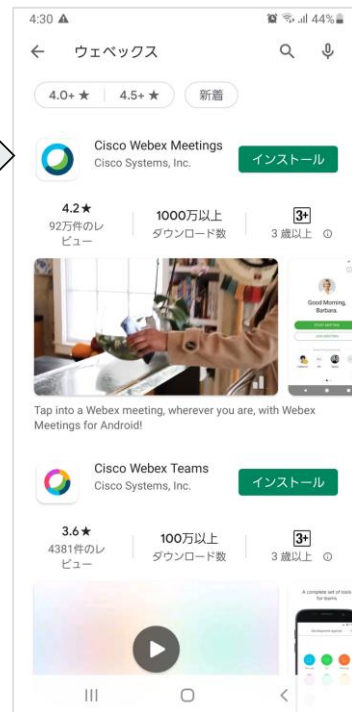 4:30
44%
ウェベックス
4.0+ ★
4.5+ ★
新着
Cisco Webex Meetings
Cisco Systems, Inc.
インストール
4.2★
92万件のレ
ビュー
1000万以上
ダウンロード数
3+
3 歳以上
Good Morning,
Barbara.
Tap into a Webex meeting, wherever you are, with Webex
Meetings for Android!
Cisco Webex Teams
Cisco Systems, Inc.
インストール
3.6★
4381件のレ
ビュー
100万以上
ダウンロード数
3+
3 歳以上
A complete set of tools
for teams